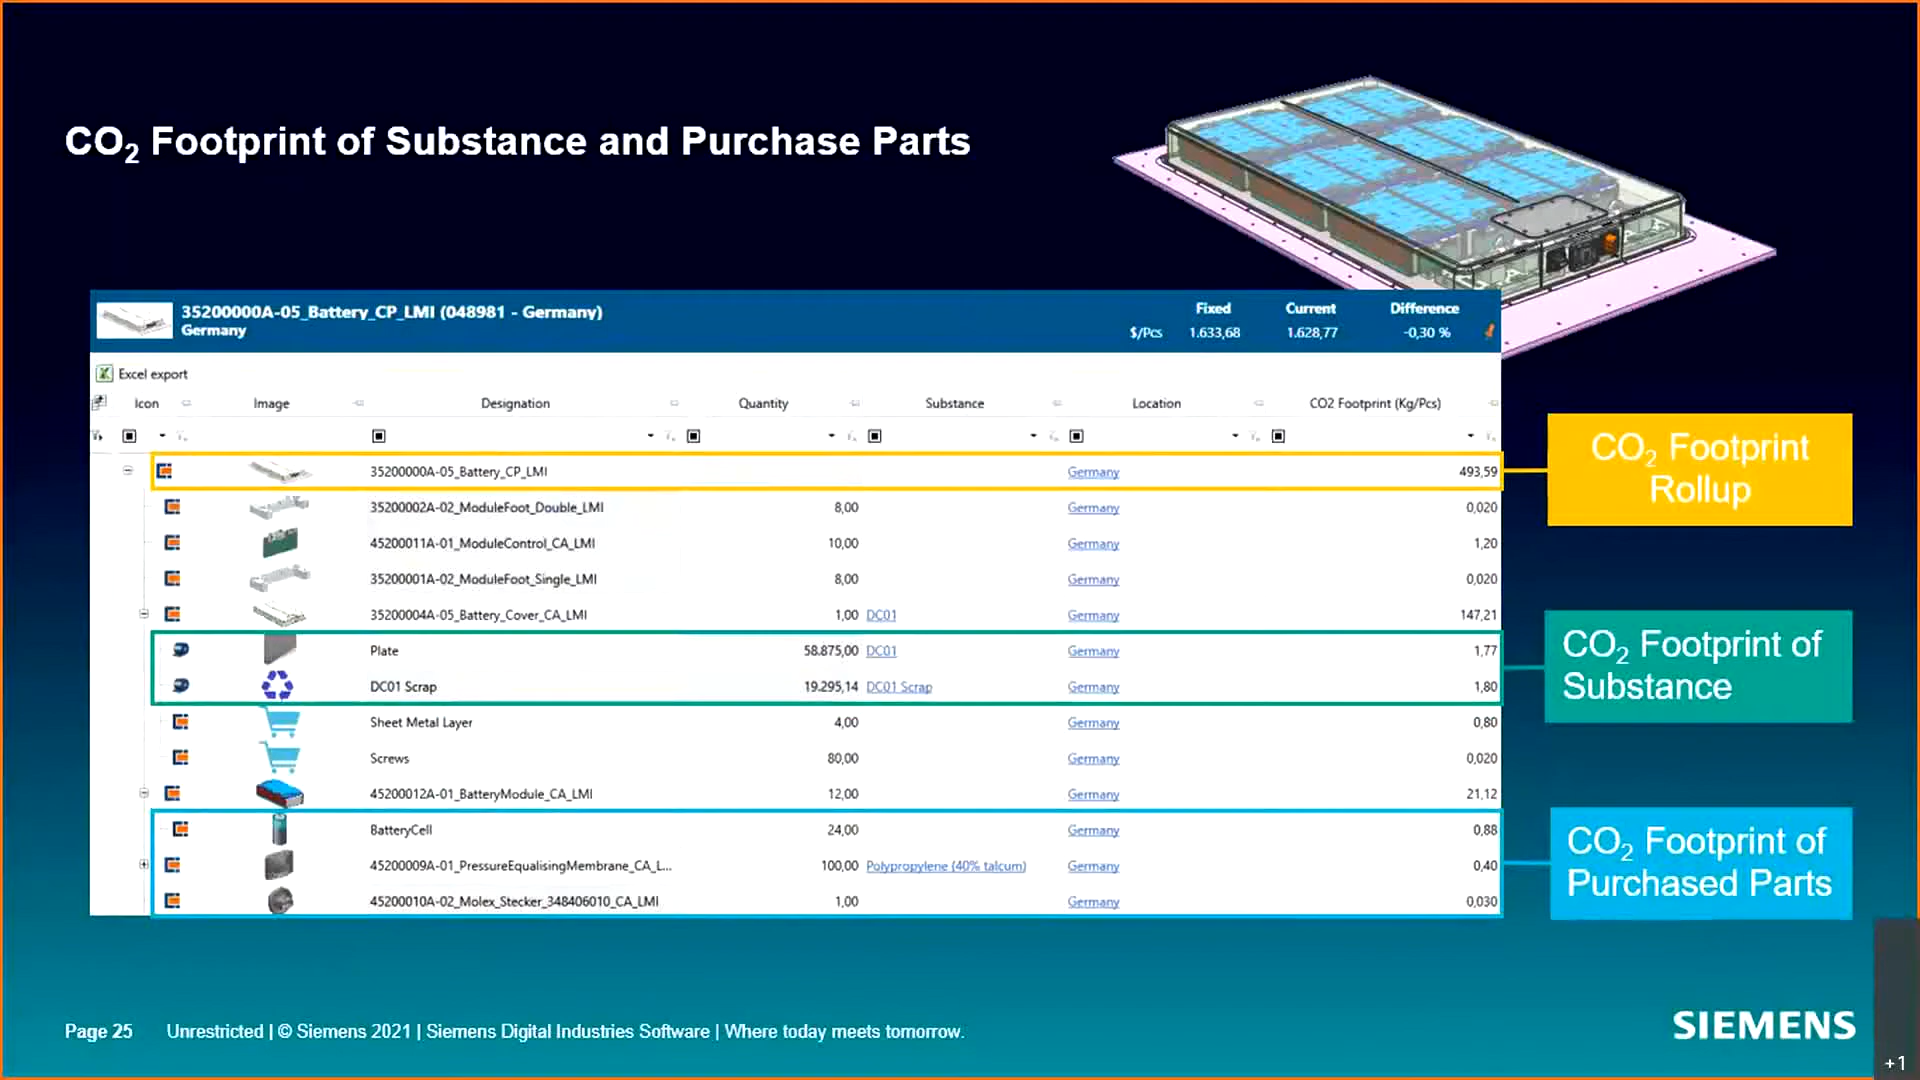 CO₂ Footprint of Substance and Purchase Parts
35200000A-05_Battery_CP_LMI (048981 - Germany)
Germany
Fixed Current Difference
$/Pcs 1.633,68 1.628,77 -0,30 %
Excel export
Icon Image Designation Quantity Substance Location CO2 Footprint (Kg/Pcs)
35200000A-05_Battery_CP_LMI Germany 493,59
35200002A-02_ModuleFoot_Double_LMI 8,00 Germany 0,020
45200011A-01_ModuleControl_CA_LMI 10,00 Germany 1,20
35200001A-02_ModuleFoot_Single_LMI 8,00 Germany 0,020
35200004A-05_Battery_Cover_CA_LMI 1,00 DC01 Germany 147,21
Plate 58.875,00 DC01 Germany 1,77
DC01 Scrap 19.295,14 DC01 Scrap Germany 1,80
Sheet Metal Layer 4,00 Germany 0,80
Screws 80,00 Germany 0,020
45200012A-01_BatteryModule_CA_LMI 12,00 Germany 21,12
BatteryCell 24,00 Germany 0,88
45200009A-01_PressureEqualisingMembrane_CA_L... 100,00 Polypropylene (40% talcum) Germany 0,40
45200010A-02_Molex_Stecker_348406010_CA_LMI 1,00 Germany 0,030
CO₂ Footprint
Rollup
CO₂ Footprint of
Substance
CO₂ Footprint of
Purchased Parts
Page 25 Unrestricted | © Siemens 2021 | Siemens Digital Industries Software | Where today meets tomorrow.
SIEMENS
+1